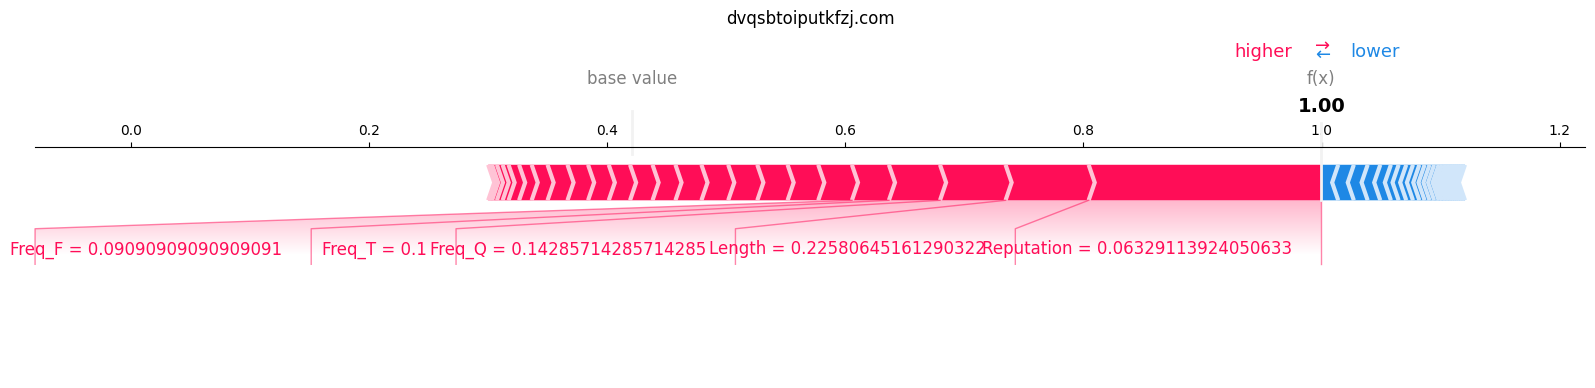 dvqsbtoiputkfzj.com
higher → ← lower
base value f(x)
1.00
0.0 0.2 0.4 0.6 0.8 1.0 1.2
Freq_F = 0.09090909090909091 Freq_T = 0.1 Freq_Q = 0.14285714285714285 Length = 0.22580645161290322 Reputation = 0.06329113924050633